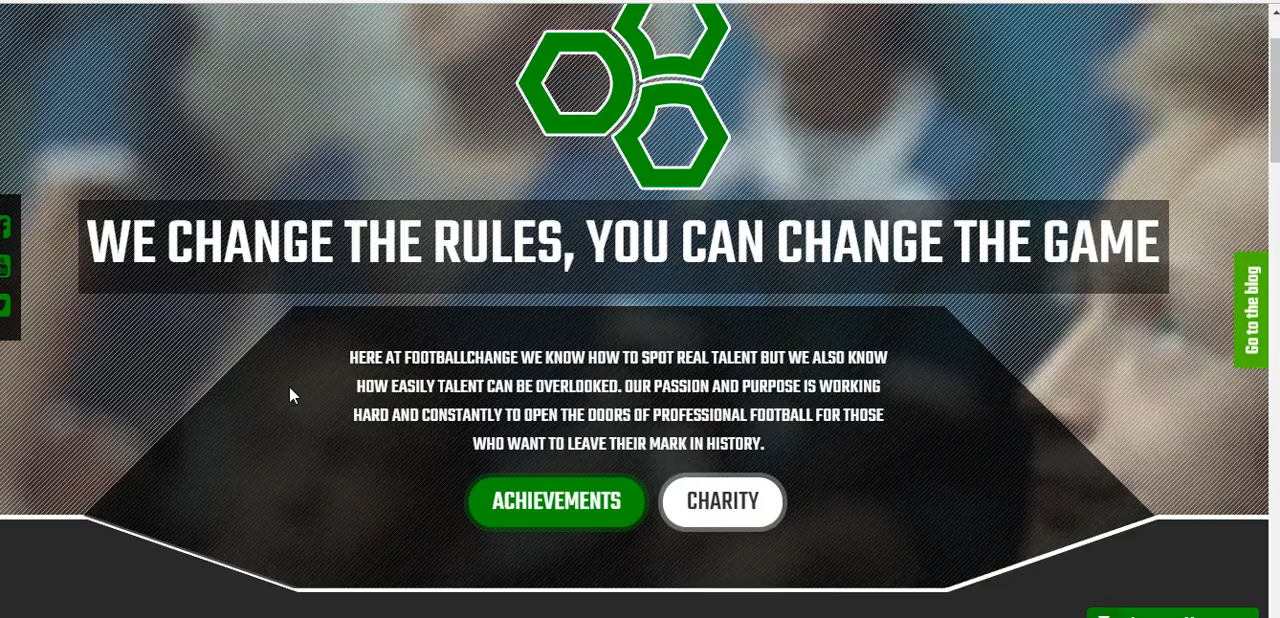 WE CHANGE THE RULES, YOU CAN CHANGE THE GAME
HERE AT FOOTBALLCHANGE WE KNOW HOW TO SPOT REAL TALENT BUT WE ALSO KNOW
HOW EASILY TALENT CAN BE OVERLOOKED. OUR PASSION AND PURPOSE IS WORKING
HARD AND CONSTANTLY TO OPEN THE DOORS OF PROFESSIONAL FOOTBALL FOR THOSE
WHO WANT TO LEAVE THEIR MARK IN HISTORY.
ACHIEVEMENTS
CHARITY
Go to the blog